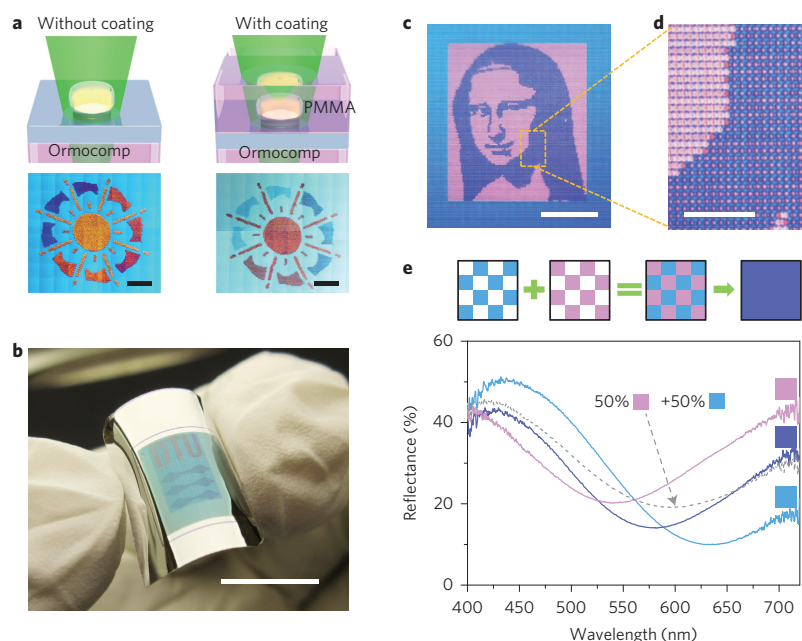 a
Without coating
With coating
PMMA
Ormocomp
Ormocomp
b
DTU
c
d
e
60
40
20
0
Reflectance (%)
50%
+50%
400
450
500
550
600
650
700
Wavelength (nm)